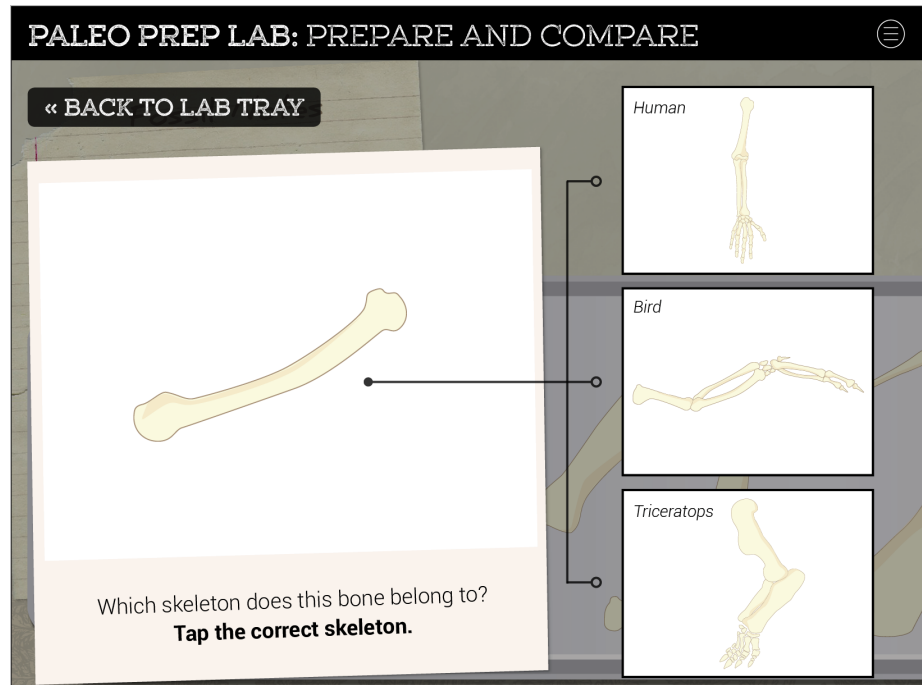 PALEO PREP LAB: PREPARE AND COMPARE
« BACK TO LAB TRAY
Which skeleton does this bone belong to?
Tap the correct skeleton.
Human
Bird
Triceratops